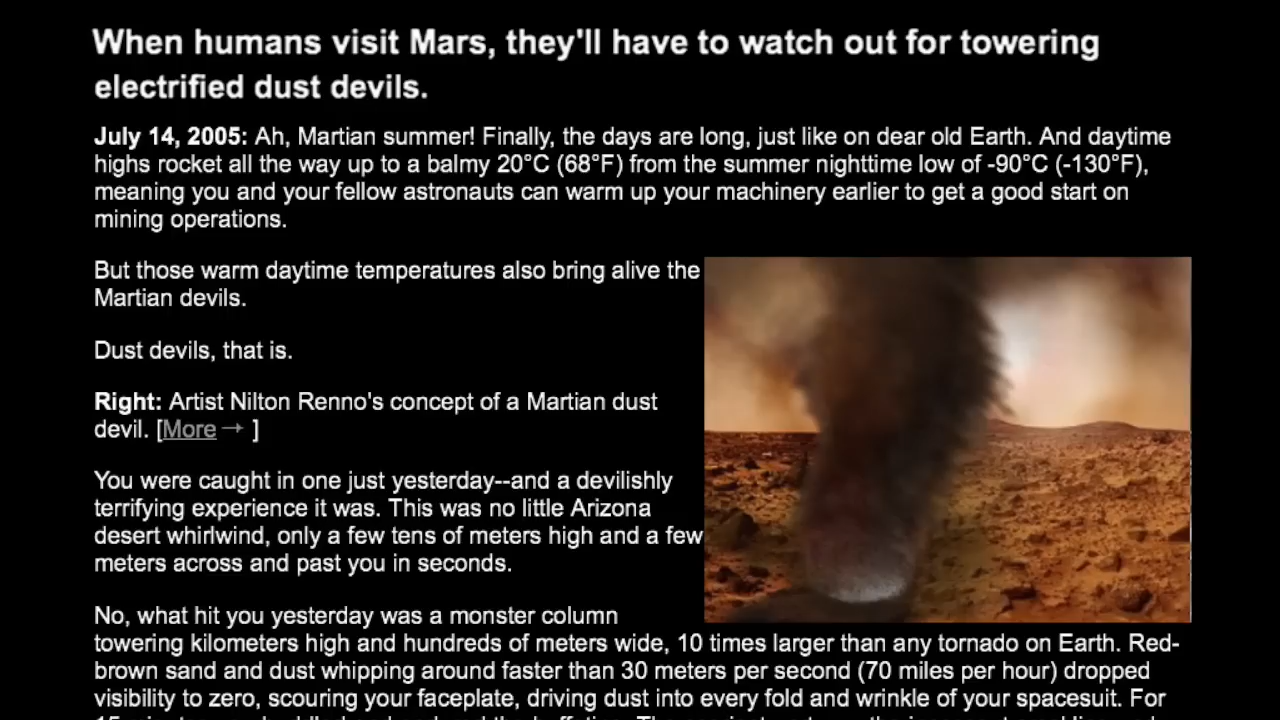 When humans visit Mars, they'll have to watch out for towering
electrified dust devils.
July 14, 2005: Ah, Martian summer! Finally, the days are long, just like on dear old Earth. And daytime
highs rocket all the way up to a balmy 20°C (68°F) from the summer nighttime low of -90°C (-130°F),
meaning you and your fellow astronauts can warm up your machinery earlier to get a good start on
mining operations.
But those warm daytime temperatures also bring alive the
Martian devils.
Dust devils, that is.
Right: Artist Nilton Renno's concept of a Martian dust
devil. [More→ ]
You were caught in one just yesterday--and a devilishly
terrifying experience it was. This was no little Arizona
desert whirlwind, only a few tens of meters high and a few
meters across and past you in seconds.
No, what hit you yesterday was a monster column
towering kilometers high and hundreds of meters wide, 10 times larger than any tornado on Earth. Red-
brown sand and dust whipping around faster than 30 meters per second (70 miles per hour) dropped
visibility to zero, scouring your faceplate, driving dust into every fold and wrinkle of your spacesuit. For